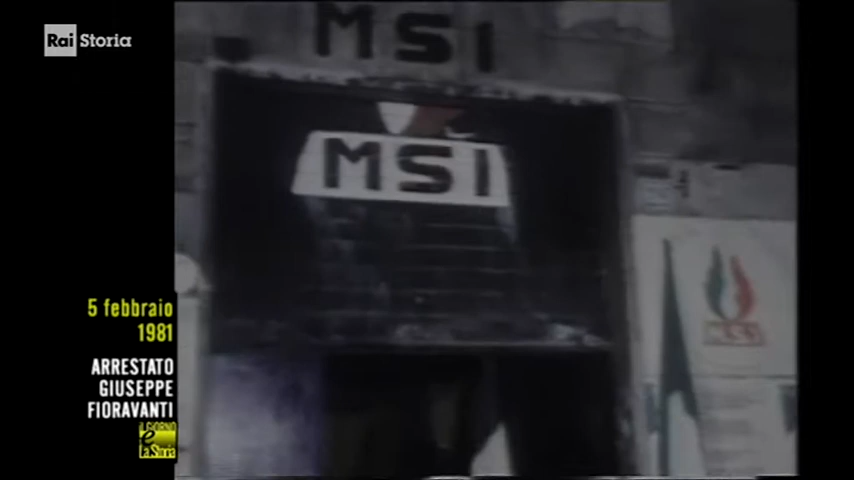 Rai Storia
MSI
MSI
M.S.I.
5 febbraio
1981
ARRESTATO
GIUSEPPE
FIORAVANTI
IL GIORNO
e
la Storia